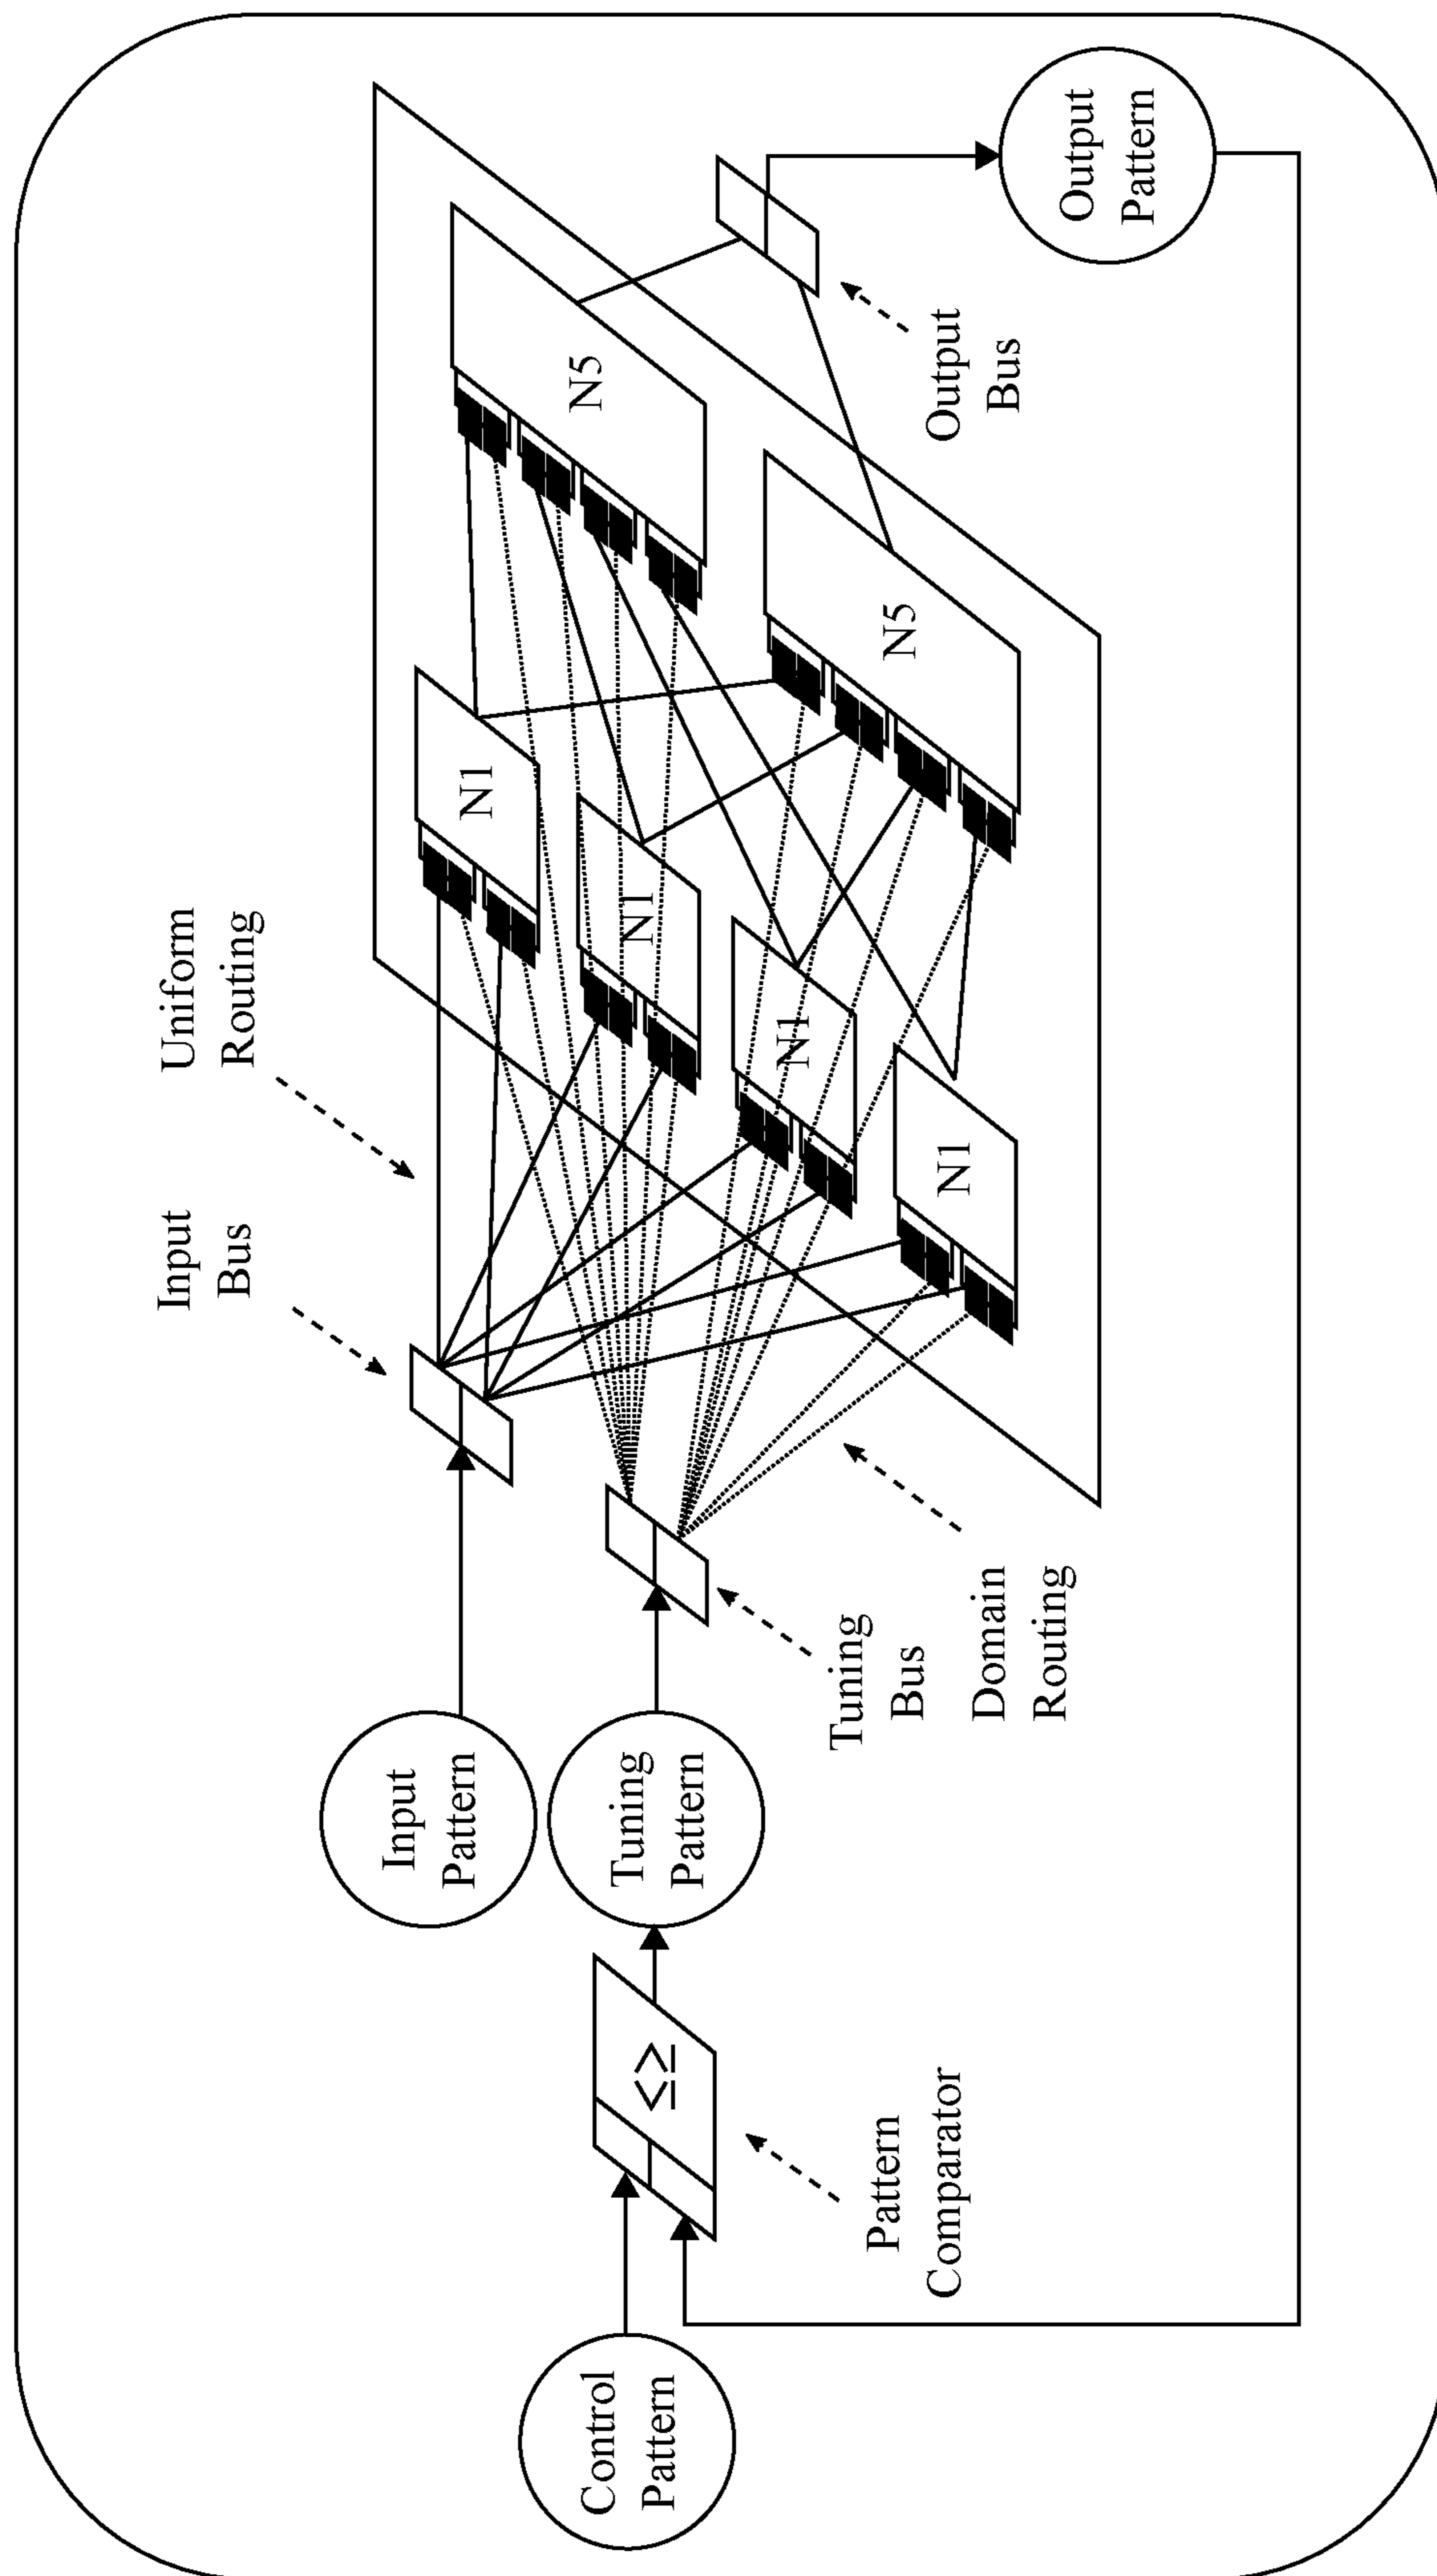 Control
Pattern
Pattern
Comparator
≤≥
Input
Pattern
Tuning
Pattern
Tuning
Bus
Domain
Routing
Input
Bus
Uniform
Routing
N1
N1
N1
N1
N5
N5
Output
Bus
Output
Pattern